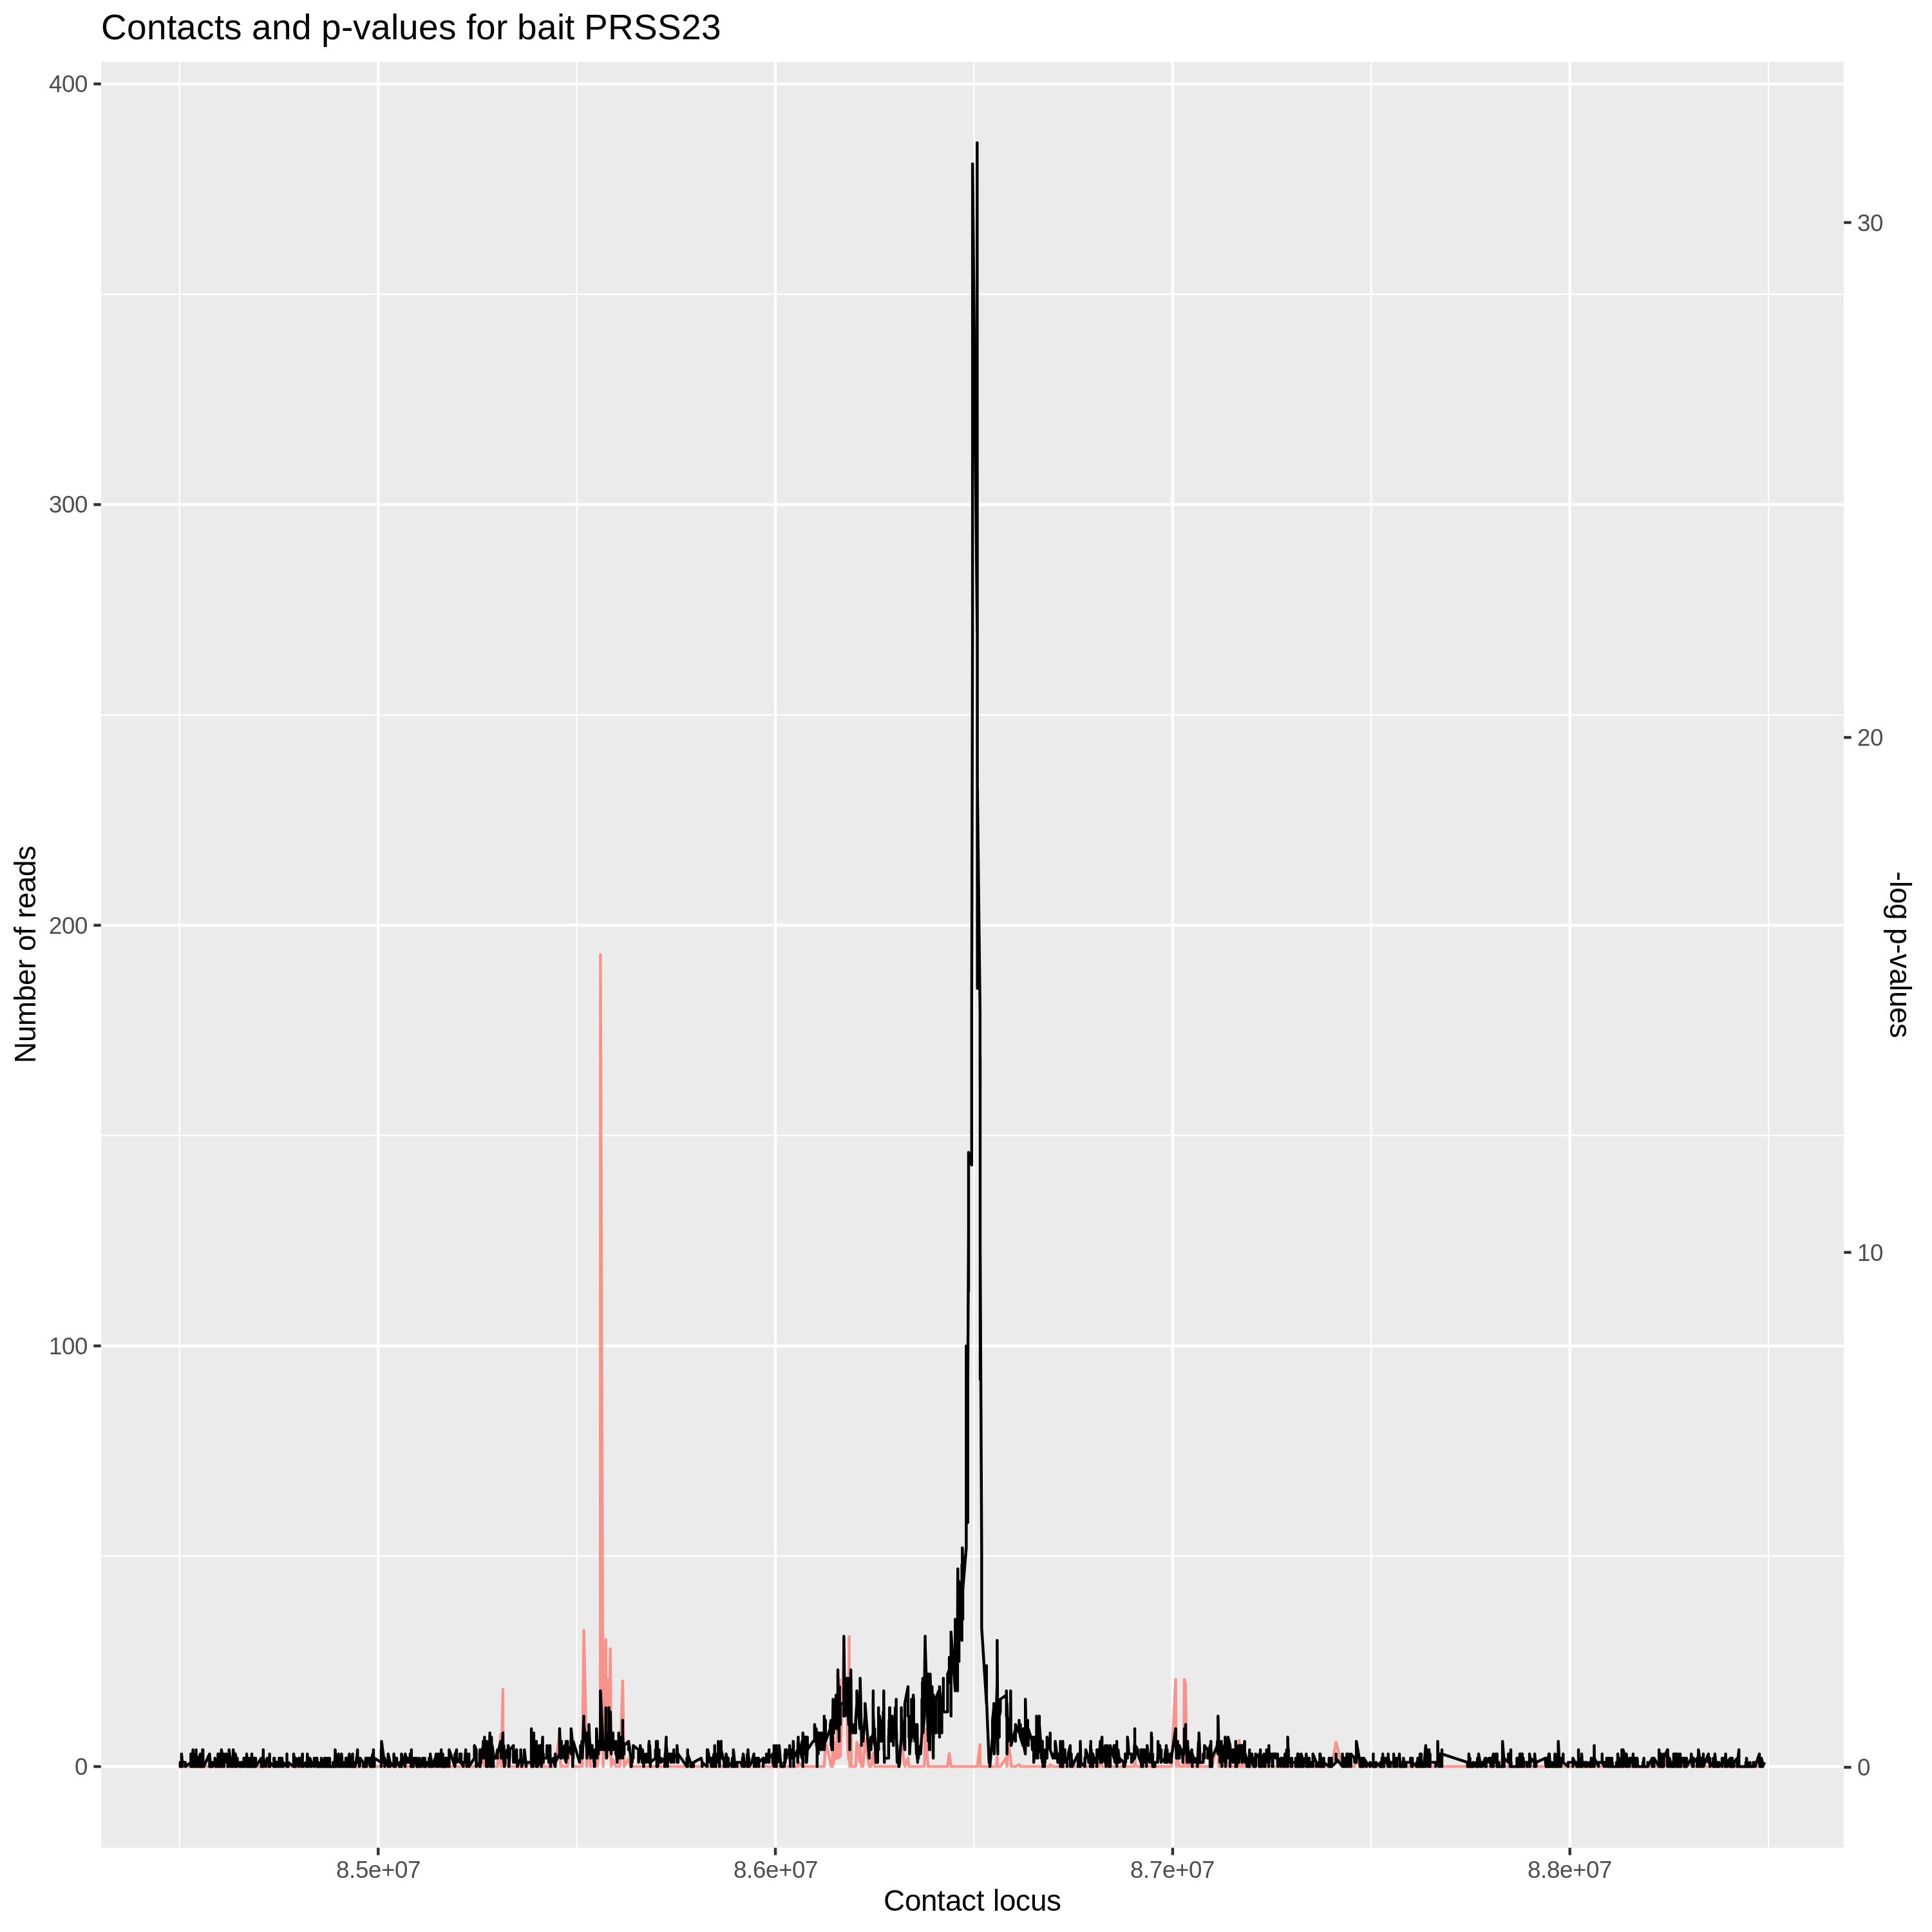 Contacts and p-values for bait PRSS23
400
300
200
100
0
Number of reads
30
20
10
0
-log p-values
8.5e+07
8.6e+07
8.7e+07
8.8e+07
Contact locus